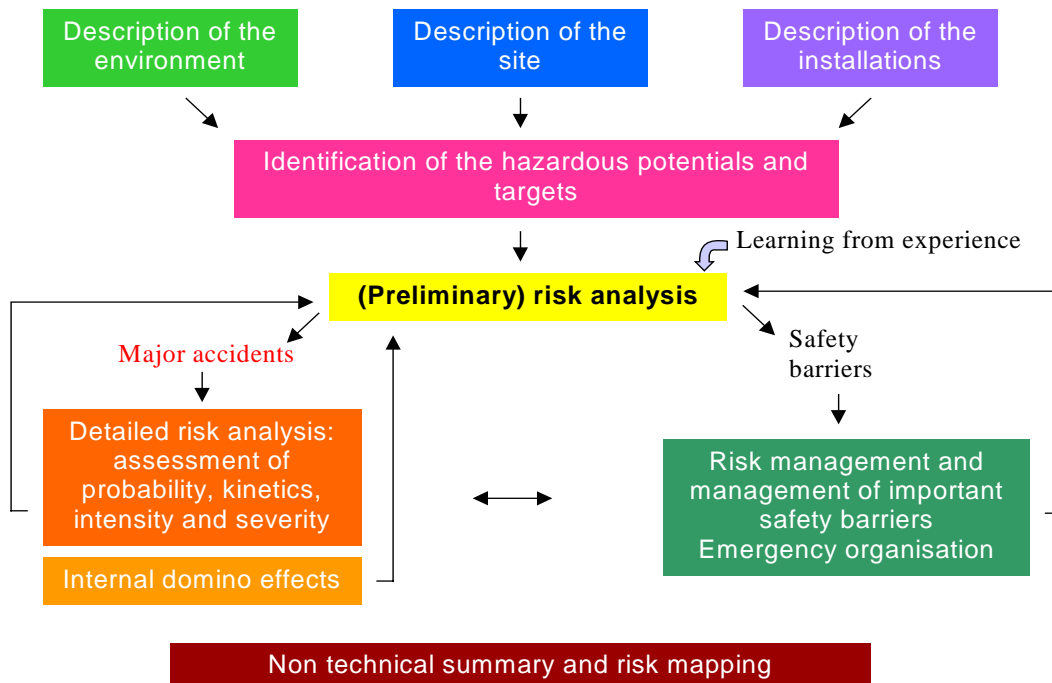 Description of the
environment
Description of the
site
Description of the
installations
Identification of the hazardous potentials and
targets
Learning from experience
(Preliminary) risk analysis
Major accidents
Safety
barriers
Detailed risk analysis:
assessment of
probability, kinetics,
intensity and severity
Risk management and
management of important
safety barriers
Emergency organisation
Internal domino effects
Non technical summary and risk mapping